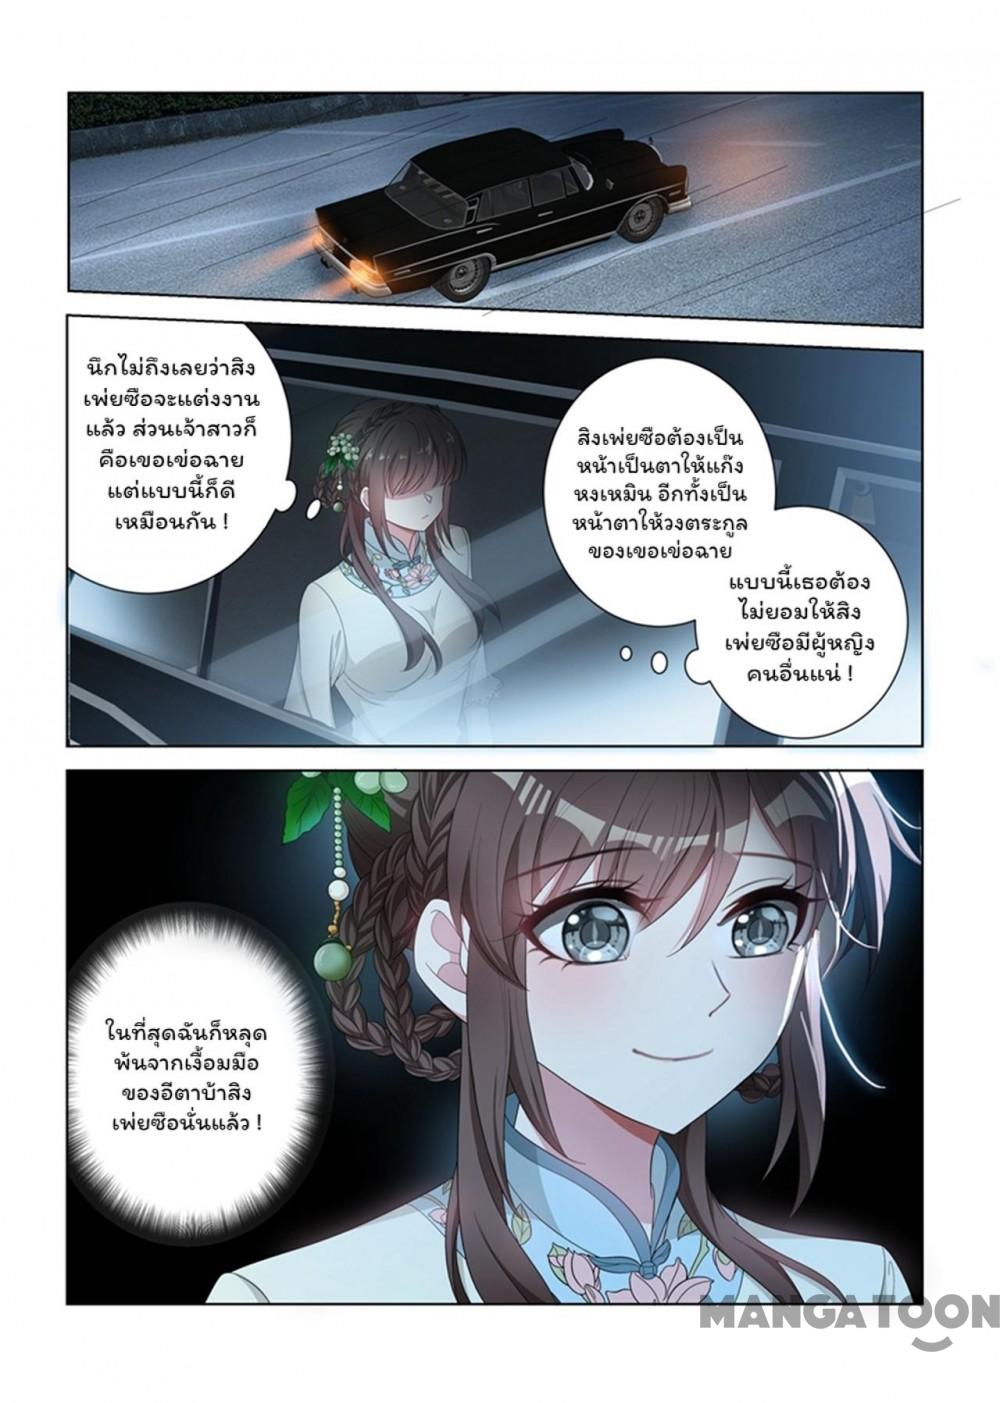 นึกไม่ถึงเลยว่าสิง
เพ่ยซือจะแต่งงาน
แล้ว ส่วนเจ้าสาวก็
คือเขอเข่อฉาย
แต่แบบนี้ก็ดี
เหมือนกัน !
สิงเพ่ยซือต้องเป็น
หน้าเป็นตาให้แก๊ง
หงเหมิน อีกทั้งเป็น
หน้าตาให้วงตระกูล
ของเขอเข่อฉาย
แบบนี้เธอต้อง
ไม่ยอมให้สิง
เพ่ยซือมีผู้หญิง
คนอื่นแน่ !
ในที่สุดฉันก็หลุด
พ้นจากเงื้อมมือ
ของอีตาบ้าสิง
เพ่ยซือนั่นแล้ว !
MANGATOON